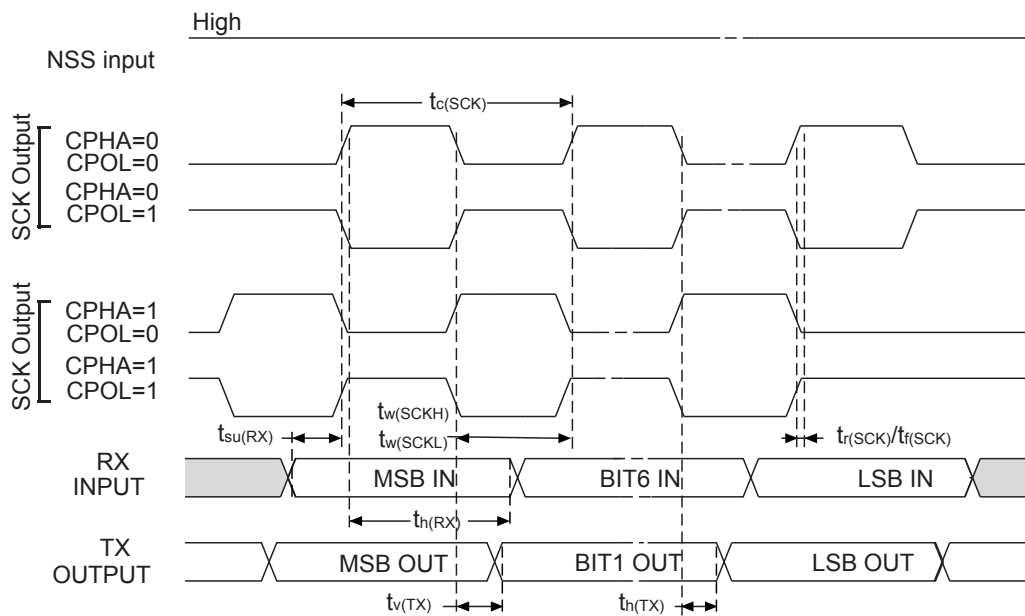 High
NSS input
tc(SCK)
SCK Output
CPHA=0
CPOL=0
CPHA=0
CPOL=1
SCK Output
CPHA=1
CPOL=0
CPHA=1
CPOL=1
tw(SCKH)
tw(SCKL)
tsu(RX)
tr(SCK)/tf(SCK)
RX
INPUT
MSB IN
BIT6 IN
LSB IN
th(RX)
TX
OUTPUT
MSB OUT
BIT1 OUT
LSB OUT
tv(TX)
th(TX)